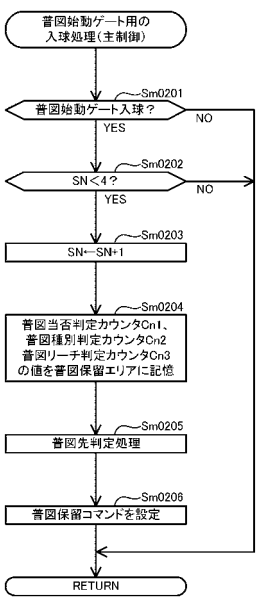 普図始動ゲート用の
入球処理(主制御)
Sm0201
普図始動ゲート入球?
NO
YES
Sm0202
SN<4?
NO
YES
Sm0203
SN←SN+1
Sm0204
普図当否判定カウンタCn1、
普図種別判定カウンタCn2
普図リーチ判定カウンタCn3
の値を普図保留エリアに記憶
Sm0205
普図先判定処理
Sm0206
普図保留コマンドを設定
RETURN